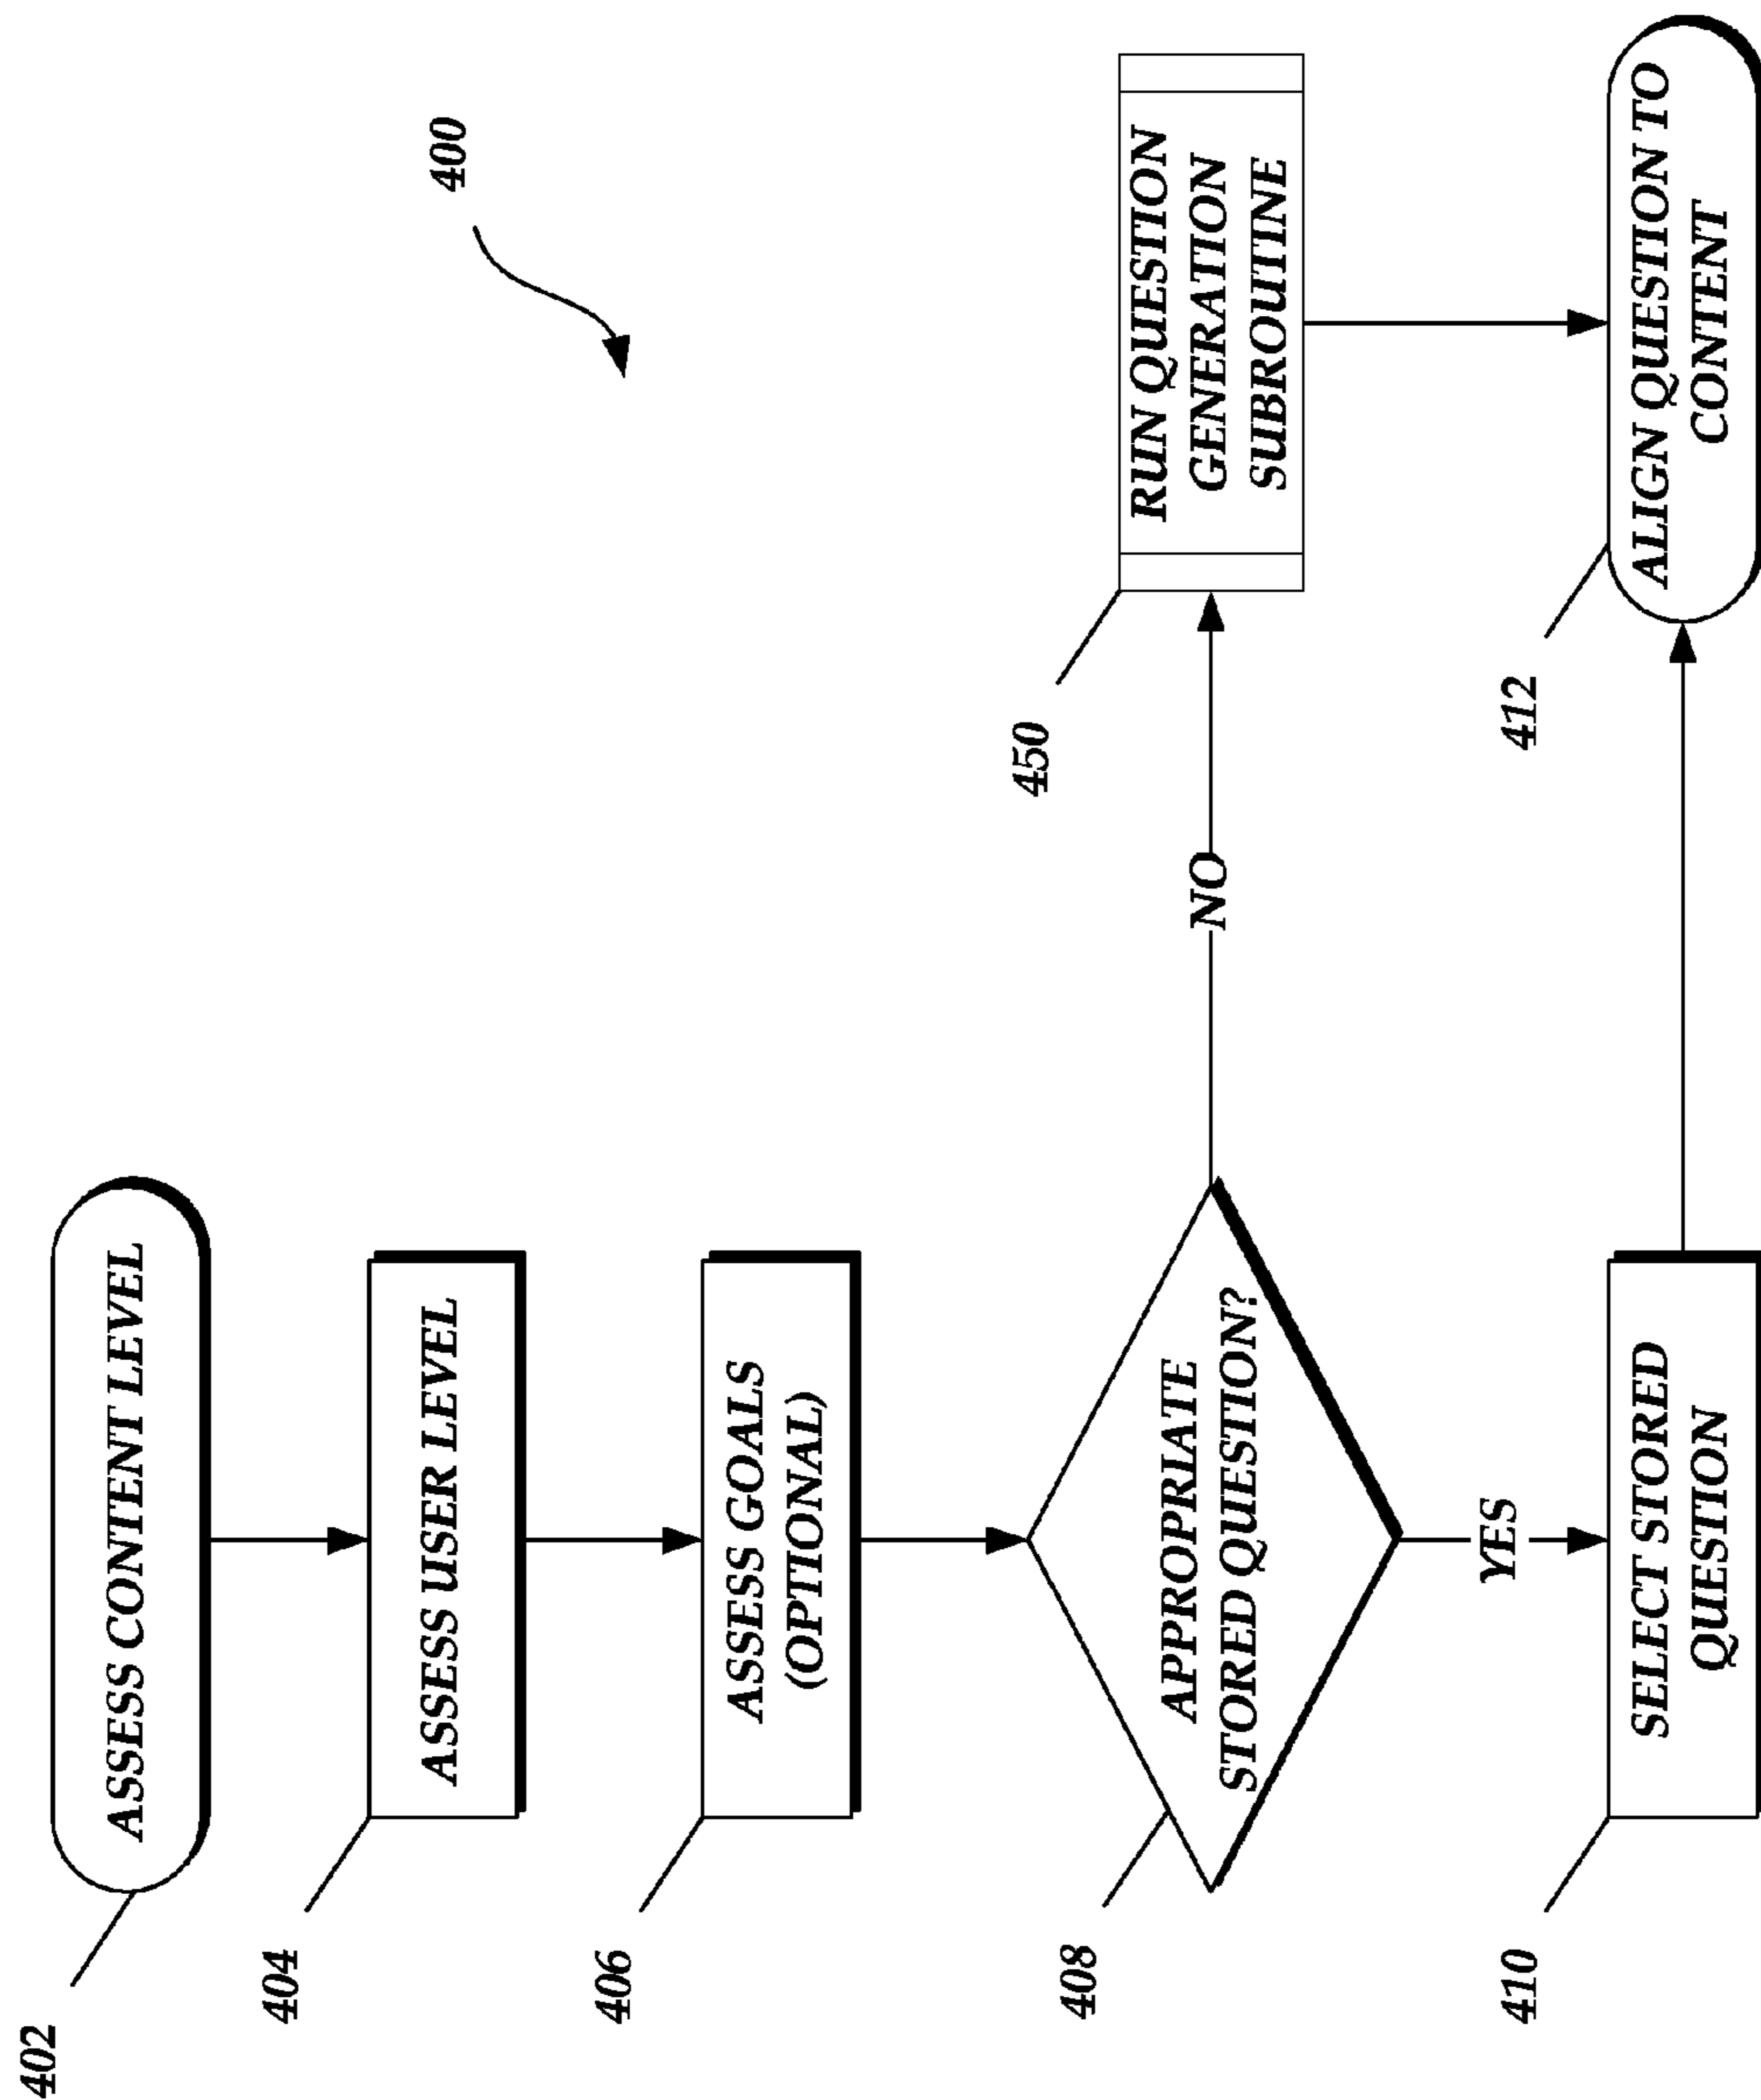 400
402
ASSESS CONTENT LEVEL
404
ASSESS USER LEVEL
406
ASSESS GOALS
(OPTIONAL)
408
APPROPRIATE
STORED QUESTION?
NO
450
RUN QUESTION
GENERATION
SUBROUTINE
YES
410
SELECT STORED
QUESTION
412
ALIGN QUESTION TO
CONTENT